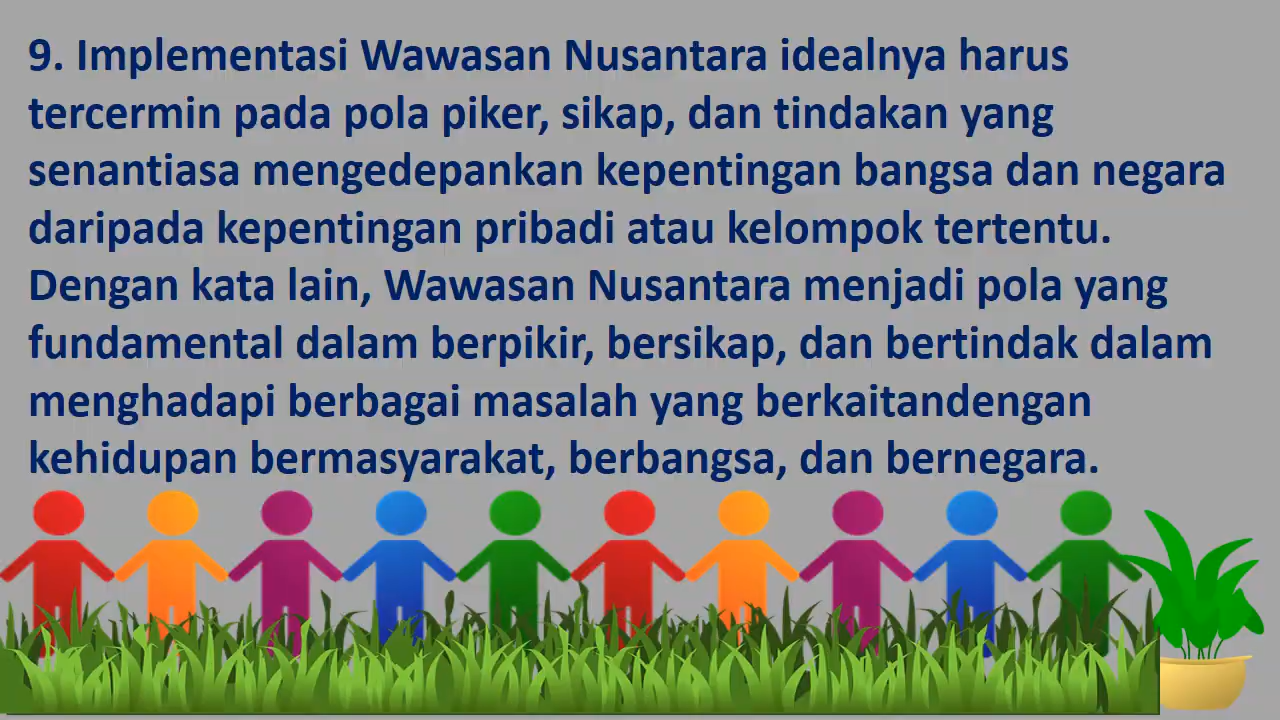 9. Implementasi Wawasan Nusantara idealnya harus
tercermin pada pola piker, sikap, dan tindakan yang
senantiasa mengedepankan kepentingan bangsa dan negara
daripada kepentingan pribadi atau kelompok tertentu.
Dengan kata lain, Wawasan Nusantara menjadi pola yang
fundamental dalam berpikir, bersikap, dan bertindak dalam
menghadapi berbagai masalah yang berkaitandengan
kehidupan bermasyarakat, berbangsa, dan bernegara.